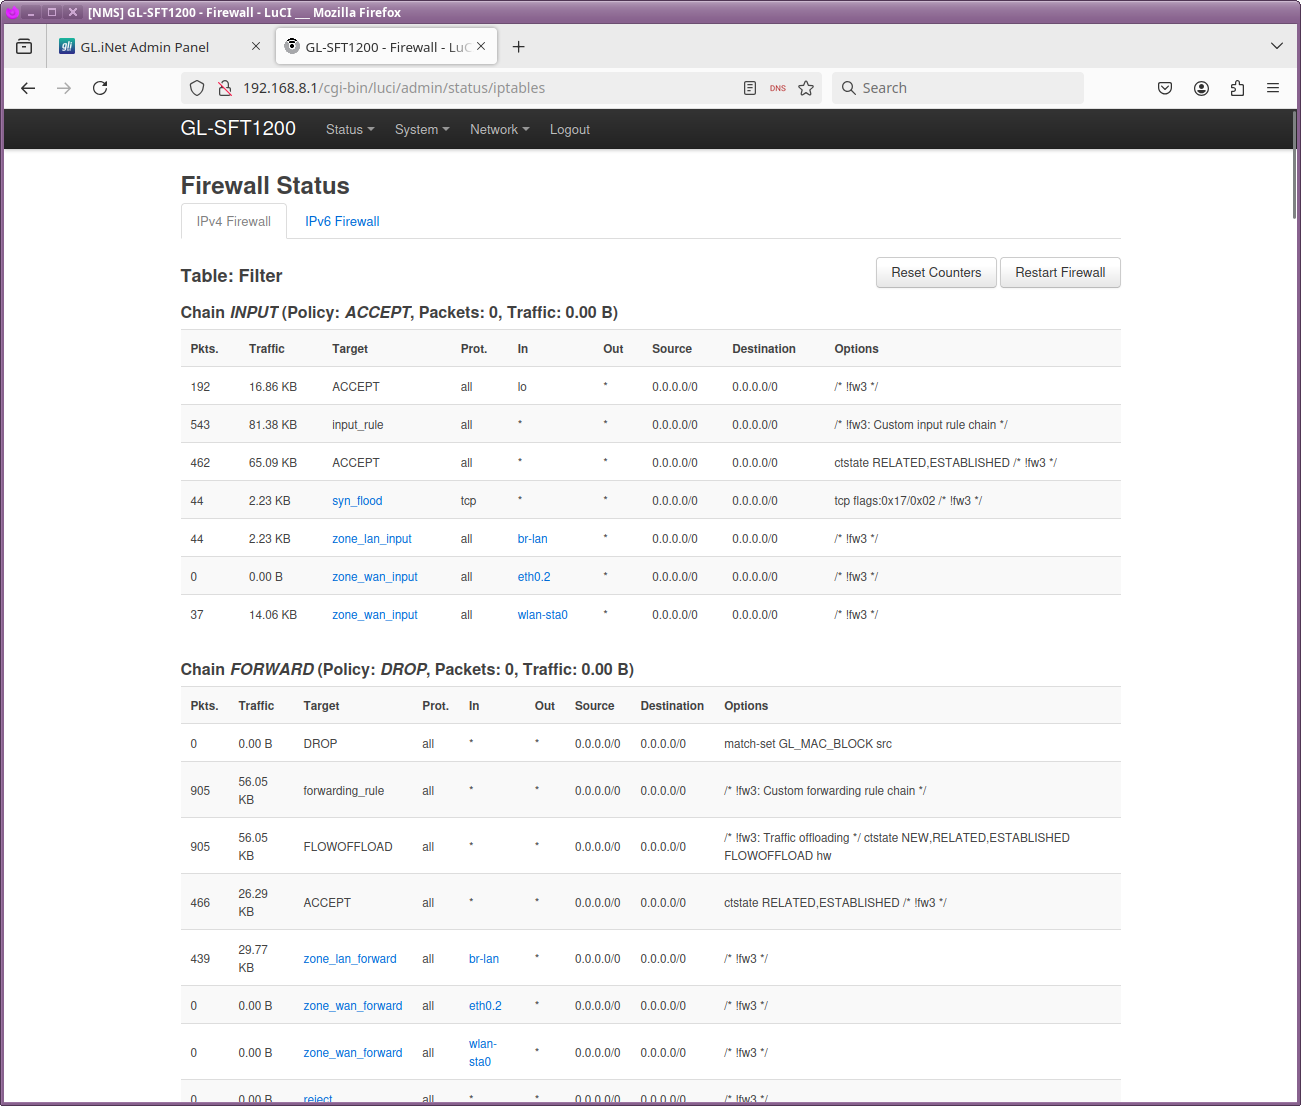 [NMS] GL-SFT1200 - Firewall - LuCI ___ Mozilla Firefox
gli GL.iNet Admin Panel GL-SFT1200 - Firewall - LuC
192.168.8.1/cgi-bin/luci/admin/status/iptables DNS Search
GL-SFT1200 Status System Network Logout
Firewall Status
IPv4 Firewall IPv6 Firewall
Table: Filter Reset Counters Restart Firewall
Chain INPUT (Policy: ACCEPT, Packets: 0, Traffic: 0.00 B)
Pkts. Traffic Target Prot. In Out Source Destination Options
192 16.86 KB ACCEPT all lo * 0.0.0.0/0 0.0.0.0/0 /* !fw3 */
543 81.38 KB input_rule all * * 0.0.0.0/0 0.0.0.0/0 /* !fw3: Custom input rule chain */
462 65.09 KB ACCEPT all * * 0.0.0.0/0 0.0.0.0/0 ctstate RELATED,ESTABLISHED /* !fw3 */
44 2.23 KB syn_flood tcp * * 0.0.0.0/0 0.0.0.0/0 tcp flags:0x17/0x02 /* !fw3 */
44 2.23 KB zone_lan_input all br-lan * 0.0.0.0/0 0.0.0.0/0 /* !fw3 */
0 0.00 B zone_wan_input all eth0.2 * 0.0.0.0/0 0.0.0.0/0 /* !fw3 */
37 14.06 KB zone_wan_input all wlan-sta0 * 0.0.0.0/0 0.0.0.0/0 /* !fw3 */
Chain FORWARD (Policy: DROP, Packets: 0, Traffic: 0.00 B)
Pkts. Traffic Target Prot. In Out Source Destination Options
0 0.00 B DROP all * * 0.0.0.0/0 0.0.0.0/0 match-set GL_MAC_BLOCK src
905 56.05 KB forwarding_rule all * * 0.0.0.0/0 0.0.0.0/0 /* !fw3: Custom forwarding rule chain */
905 56.05 KB FLOWOFFLOAD all * * 0.0.0.0/0 0.0.0.0/0 /* !fw3: Traffic offloading */ ctstate NEW,RELATED,ESTABLISHED
FLOWOFFLOAD hw
466 26.29 KB ACCEPT all * * 0.0.0.0/0 0.0.0.0/0 ctstate RELATED,ESTABLISHED /* !fw3 */
439 29.77 KB zone_lan_forward all br-lan * 0.0.0.0/0 0.0.0.0/0 /* !fw3 */
0 0.00 B zone_wan_forward all eth0.2 * 0.0.0.0/0 0.0.0.0/0 /* !fw3 */
0 0.00 B zone_wan_forward all wlan-sta0 * 0.0.0.0/0 0.0.0.0/0 /* !fw3 */
0 0.00 B reject all * * 0.0.0.0/0 0.0.0.0/0 /* !fw3 */